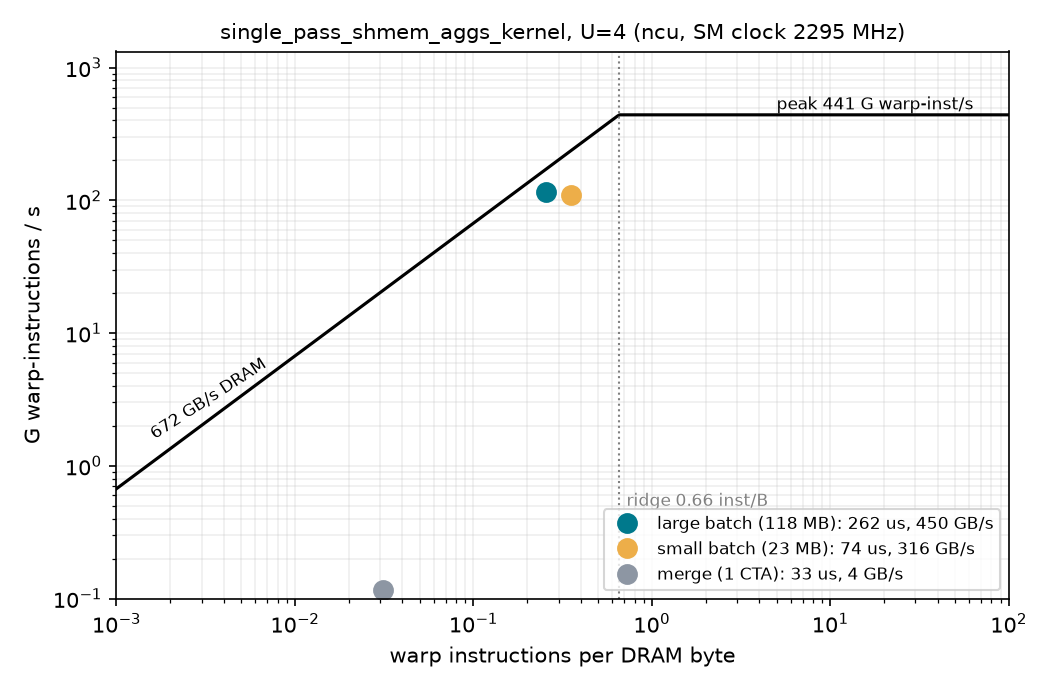 single_pass_shmem_aggs_kernel, U=4 (ncu, SM clock 2295 MHz)
G warp-instructions / s
10³
10²
10¹
10⁰
10⁻¹
peak 441 G warp-inst/s
672 GB/s DRAM
ridge 0.66 inst/B
large batch (118 MB): 262 us, 450 GB/s
small batch (23 MB): 74 us, 316 GB/s
merge (1 CTA): 33 us, 4 GB/s
10⁻³ 10⁻² 10⁻¹ 10⁰ 10¹ 10²
warp instructions per DRAM byte